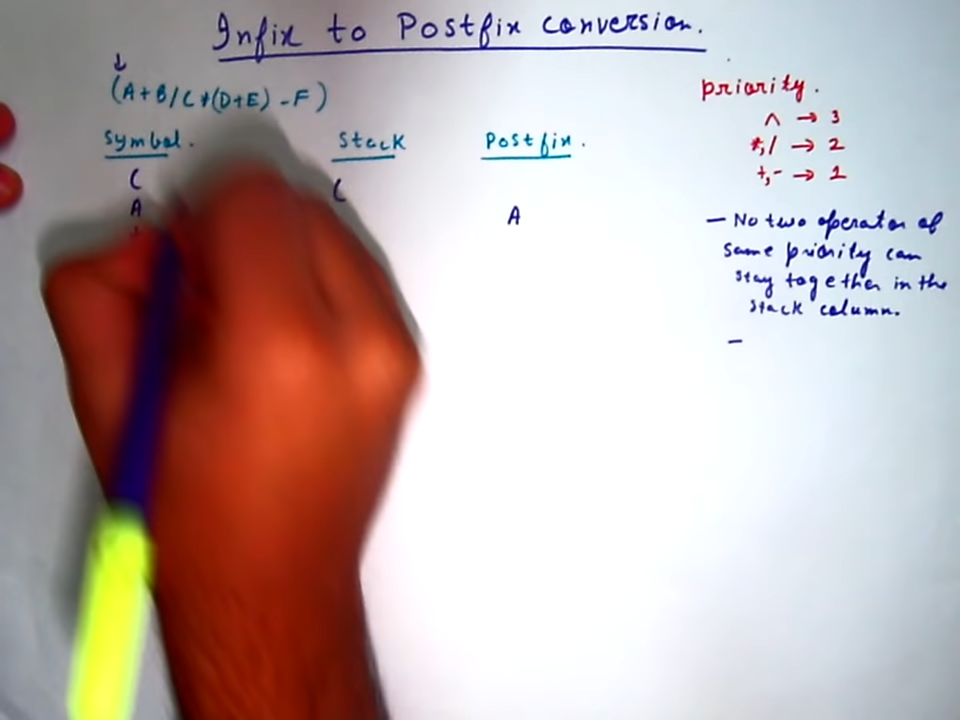 Infix to Postfix conversion.
↓
(A+B/C*(D+E)-F)
Symbol. Stack Postfix.
( (
A A
priority.
^ → 3
*,/ → 2
+,- → 1
- No two operator of
same priority can
stay together in the
stack column.
-